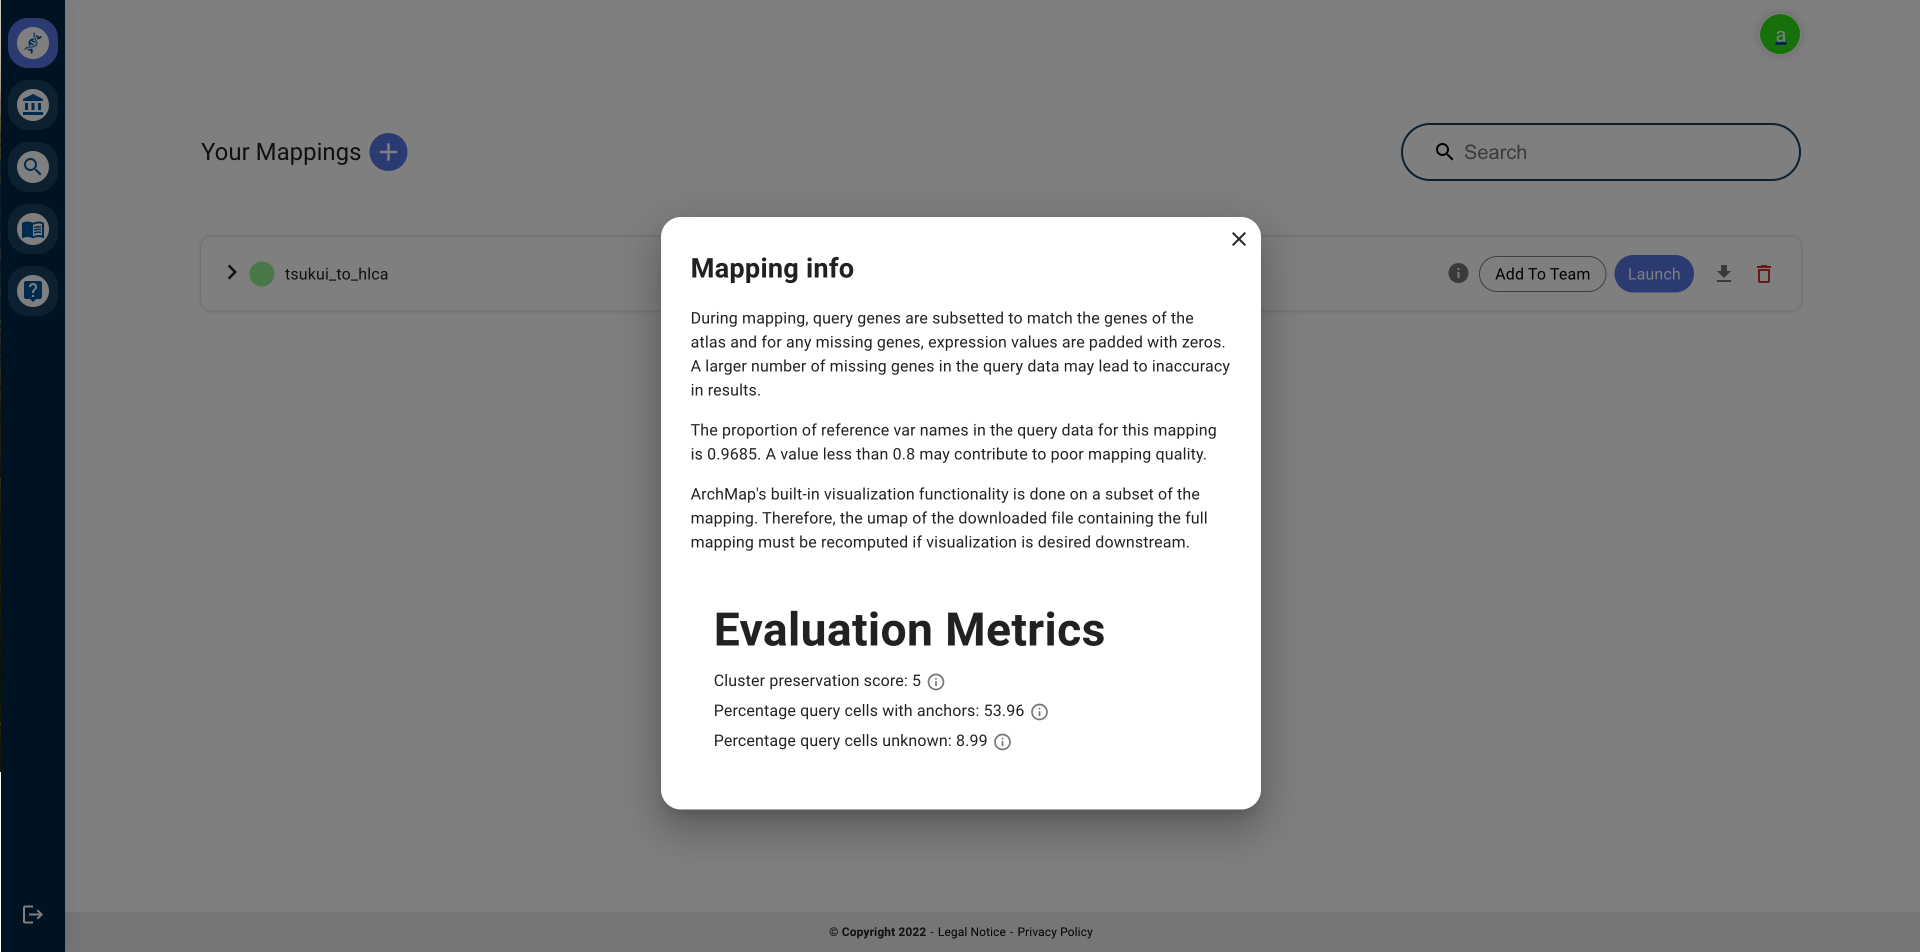 a
Your Mappings
Search
tsukui_to_hlca
Add To Team
Launch
Mapping info
During mapping, query genes are subsetted to match the genes of the
atlas and for any missing genes, expression values are padded with zeros.
A larger number of missing genes in the query data may lead to inaccuracy
in results.
The proportion of reference var names in the query data for this mapping
is 0.9685. A value less than 0.8 may contribute to poor mapping quality.
ArchMap's built-in visualization functionality is done on a subset of the
mapping. Therefore, the umap of the downloaded file containing the full
mapping must be recomputed if visualization is desired downstream.
Evaluation Metrics
Cluster preservation score: 5
Percentage query cells with anchors: 53.96
Percentage query cells unknown: 8.99
© Copyright 2022 - Legal Notice - Privacy Policy